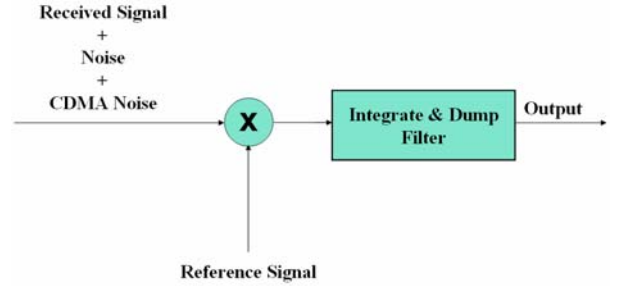 Received Signal
+
Noise
+
CDMA Noise
X
Integrate & Dump
Filter
Output
Reference Signal